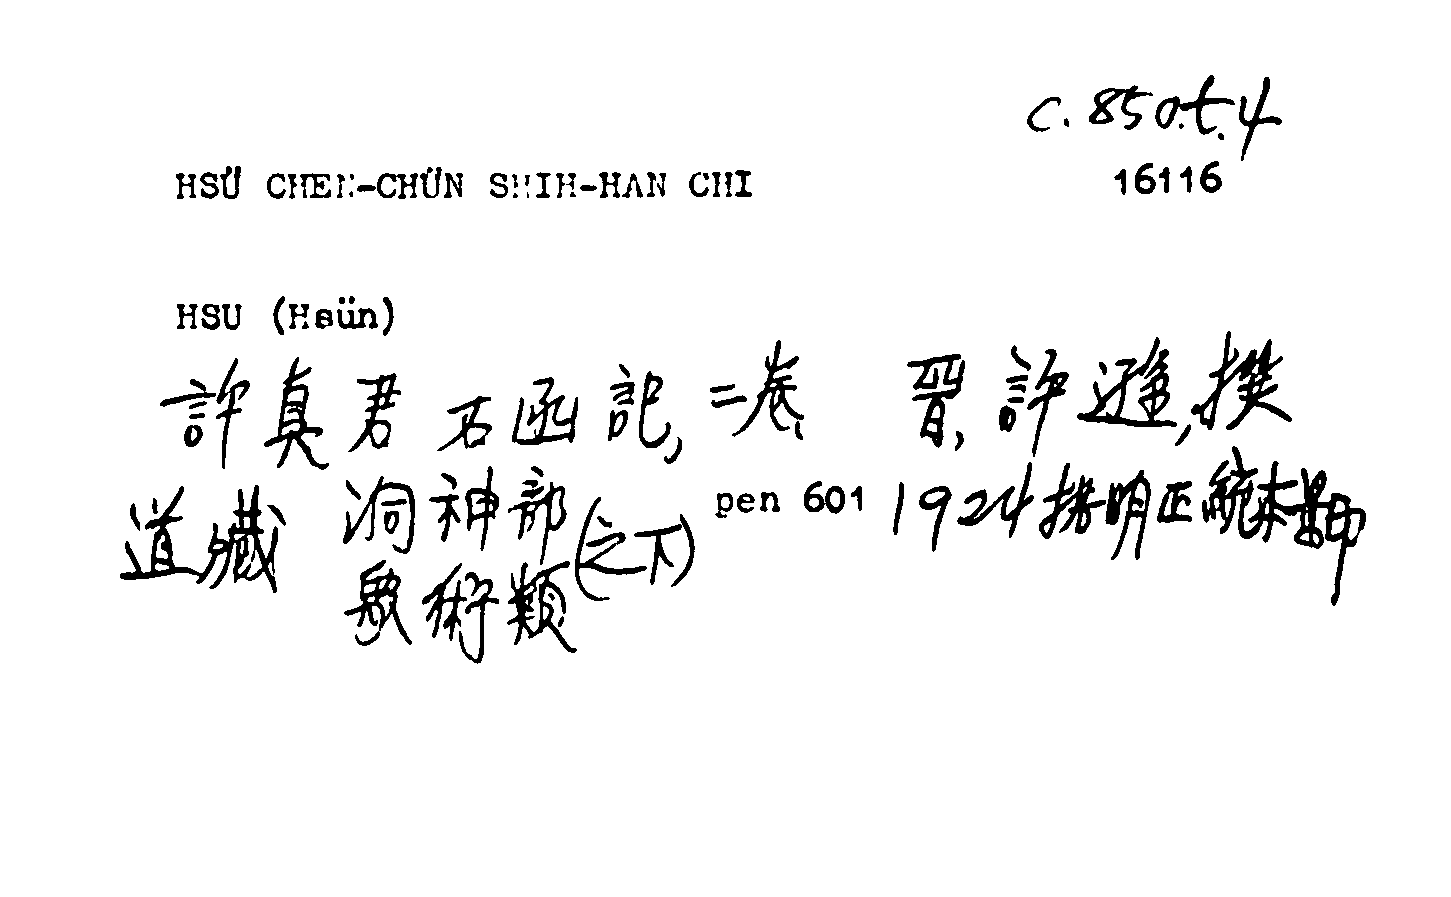 c.850.t.4
HSÜ CHEN-CHÜN SHIH-HAN CHI 16116
HSU (Hsün)
許真君石函記, 二卷, 晉, 許遜, 撰
道藏 洞神部 (之下) pen 601 1924 據明正統本影印
衆術類